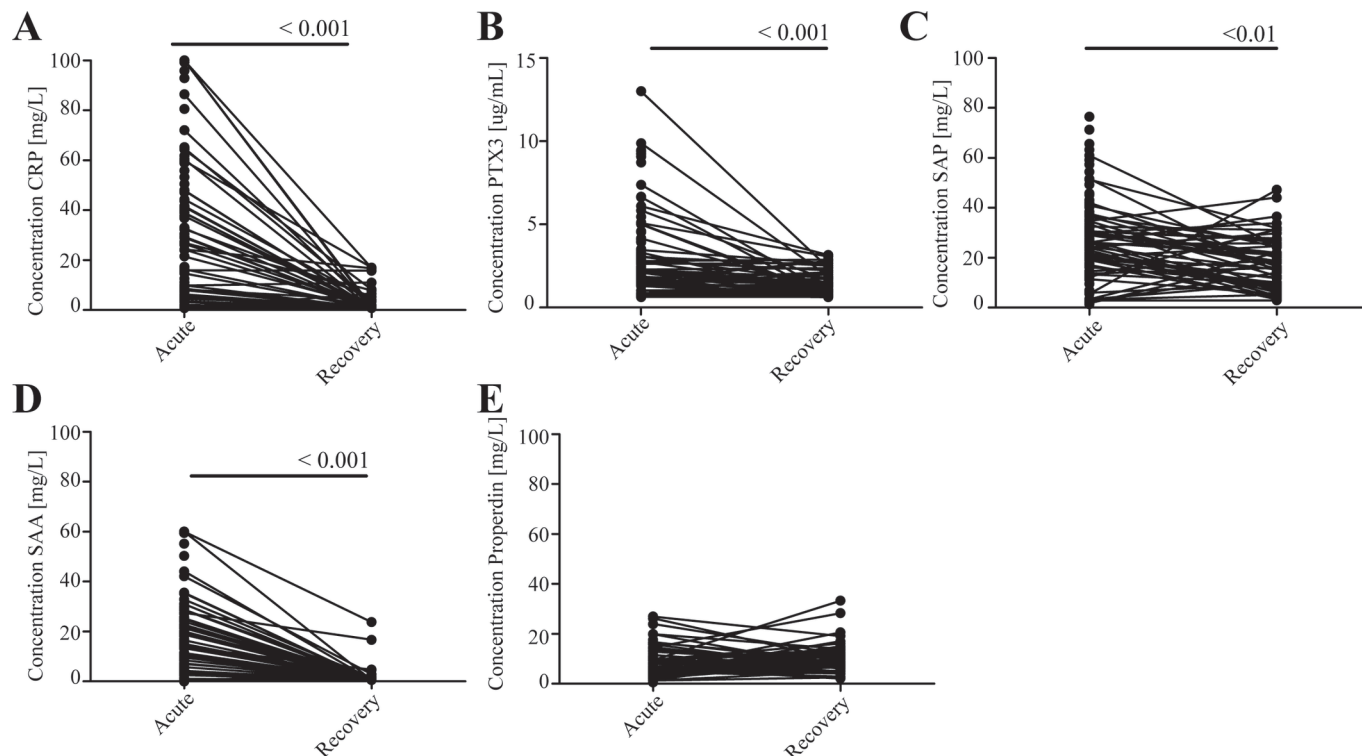 A
< 0.001
Concentration CRP [mg/L]
100
80
60
40
20
0
Acute
Recovery
B
< 0.001
Concentration PTX3 [ug/mL]
15
10
5
0
Acute
Recovery
C
<0.01
Concentration SAP [mg/L]
100
80
60
40
20
0
Acute
Recovery
D
< 0.001
Concentration SAA [mg/L]
100
80
60
40
20
0
Acute
Recovery
E
Concentration Properdin [mg/L]
100
80
60
40
20
0
Acute
Recovery